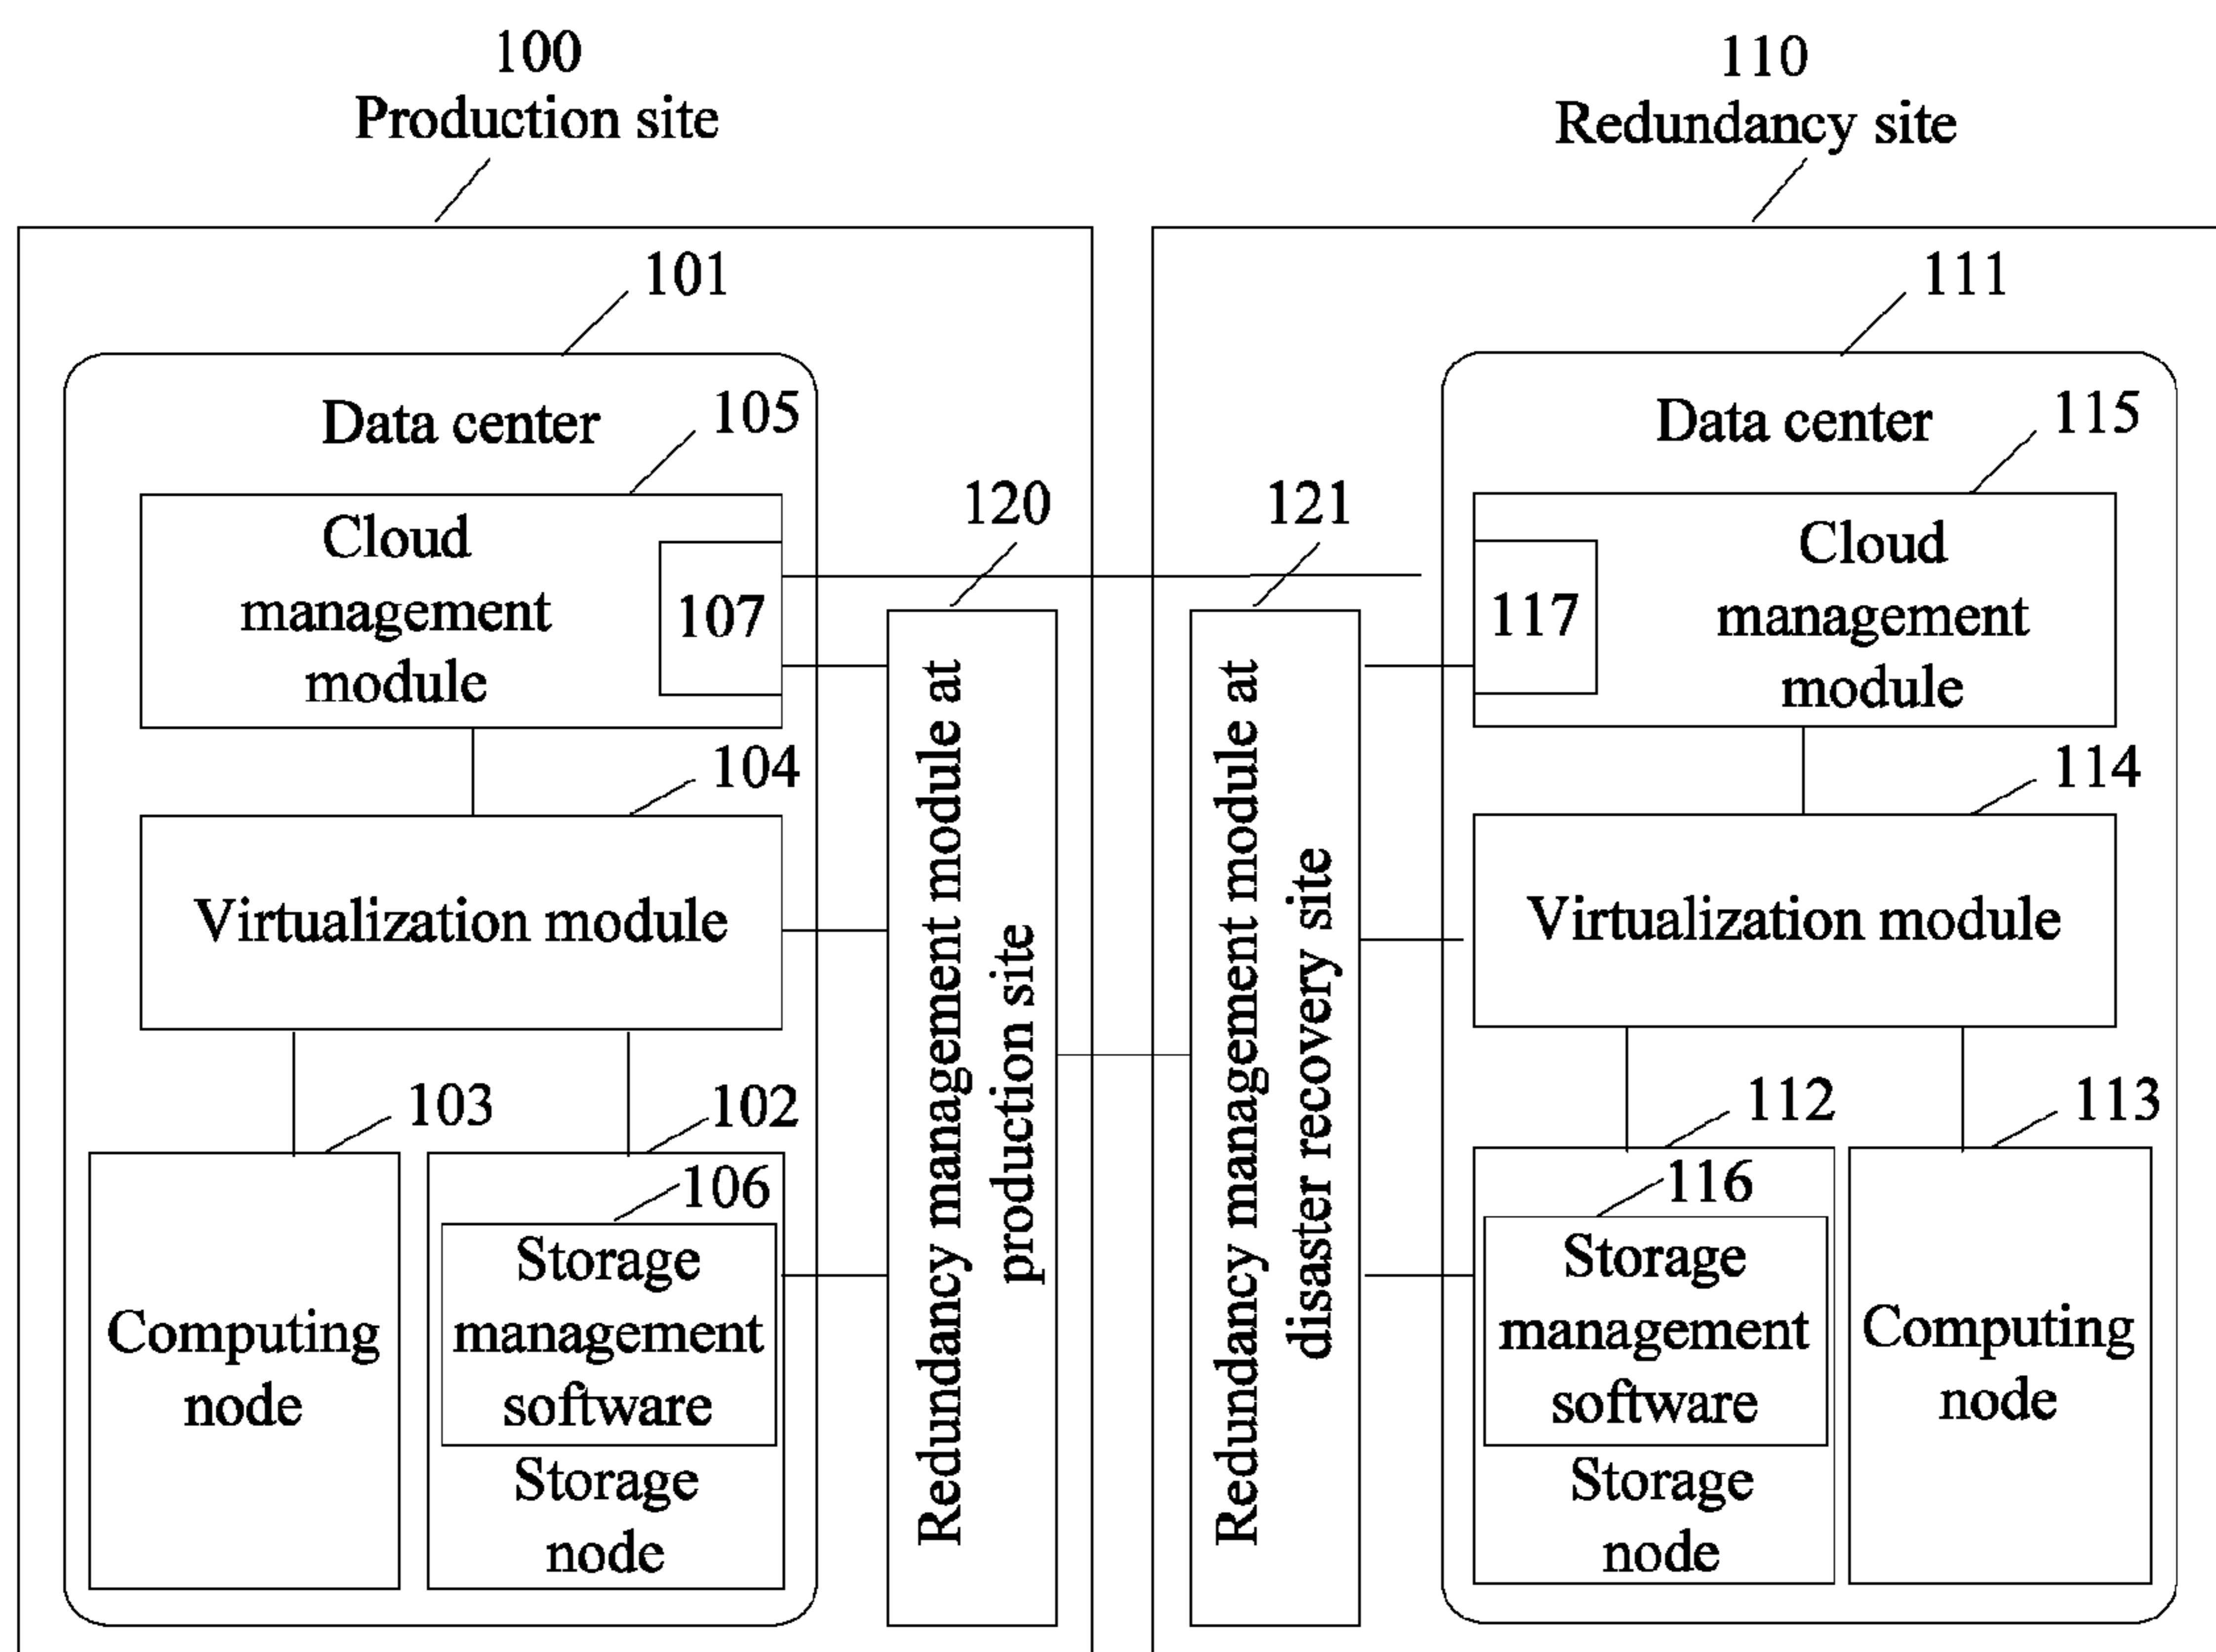 100
Production site
110
Redundancy site
101
111
Data center
105
Data center
115
Cloud
management
module
107
120
121
117
Cloud
management
module
104
114
Virtualization module
Virtualization module
Redundancy management module at
production site
Redundancy management module at
disaster recovery site
103
102
112
113
106
116
Computing
node
Storage
management
software
Storage
node
Storage
management
software
Storage
node
Computing
node